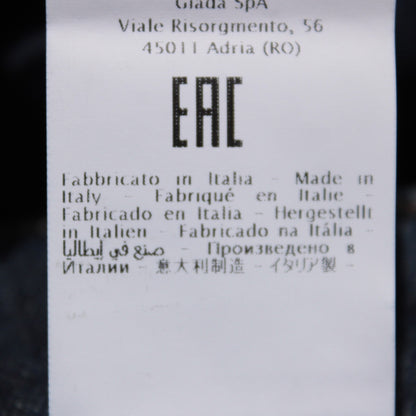 Giada SpA
Viale Risorgimento, 56
45011 Adria (RO)
EAC
Fabbricato in Italia - Made in
Italy - Fabriqué en Italie -
Fabricado en Italia - Hergestellt
in Italien - Fabricado na Itália -
صنع في إيطاليا - Произведено в
Италии - 意大利制造 - イタリア製 -